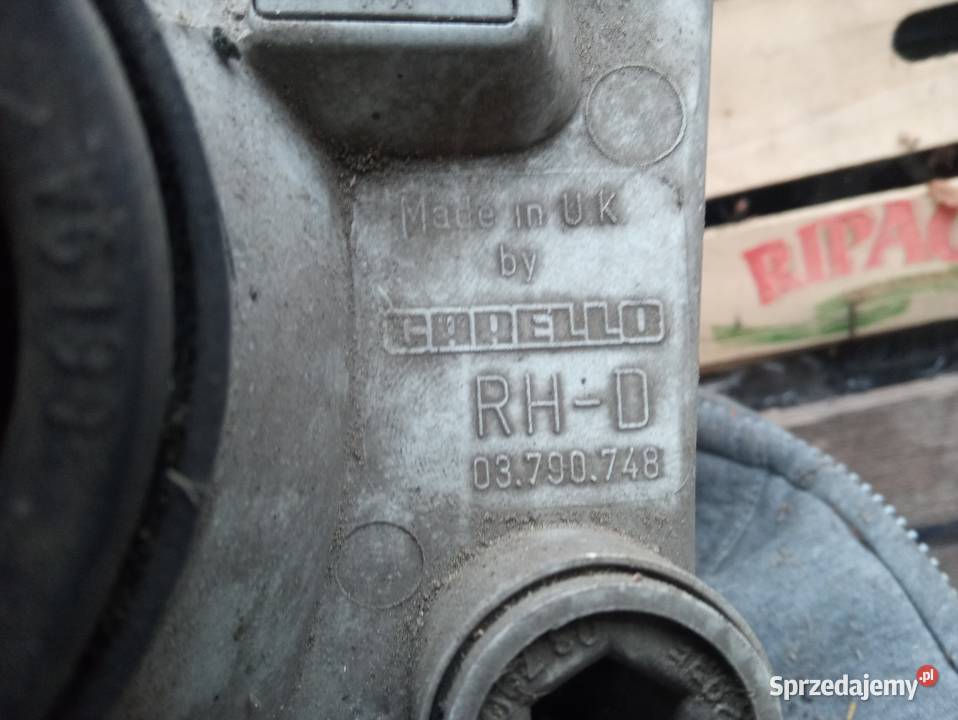 Made in U K
by
CARELLO
RH-D
03.790.748
RIPA
Sprzedajemy.pl